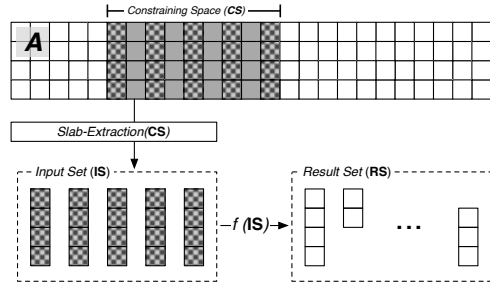 Constraining Space (CS)
A
Slab-Extraction(CS)
Input Set (IS)
Result Set (RS)
f (IS)
...